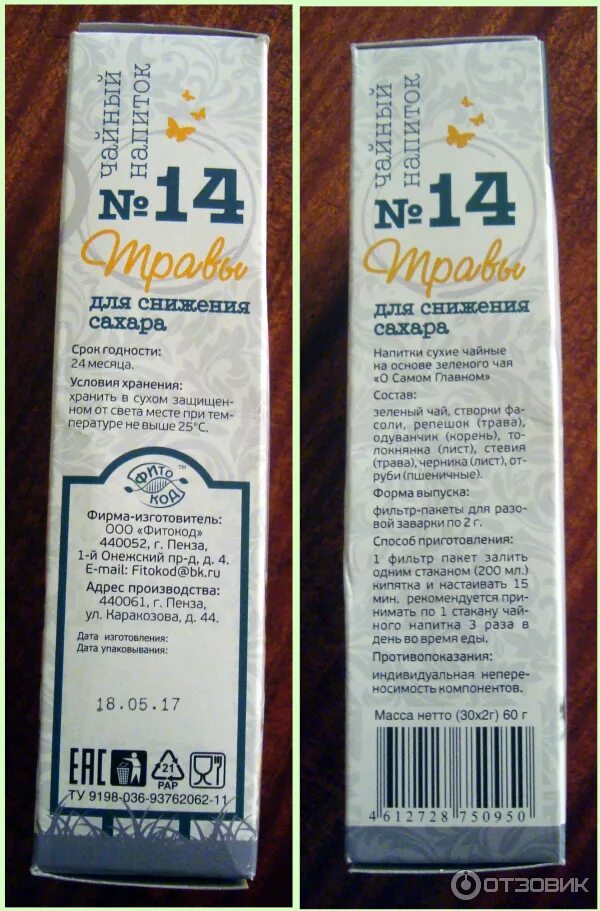 чайный
напиток
№14
Травы
для снижения
сахара
Срок годности:
24 месяца.
Условия хранения:
хранить в сухом защищен-
ном от света месте при тем-
пературе не выше 25°С.
ФИТО
КОД
™
Фирма-изготовитель:
ООО «Фитокод»
440052, г. Пенза,
1-й Онежский пр-д, д. 4.
E-mail: Fitokod@bk.ru
Адрес производства:
440061, г. Пенза,
ул. Каракозова, д. 44.
Дата изготовления:
Дата упаковывания:
18.05.17
EAC
21
PAP
ТУ 9198-036-93762062-11
чайный
напиток
№14
Травы
для снижения
сахара
Напитки сухие чайные
на основе зеленого чая
«О Самом Главном»
Состав:
зеленый чай, створки фа-
соли, репешок (трава),
одуванчик (корень), то-
локнянка (лист), стевия
(трава), черника (лист), от-
руби (пшеничные).
Форма выпуска:
фильтр-пакеты для разо-
вой заварки по 2 г.
Способ приготовления:
1 фильтр пакет залить
одним стаканом (200 мл.)
кипятка и настаивать 15
мин. рекомендуется при-
нимать по 1 стакану чай-
ного напитка 3 раза в
день во время еды.
Противопоказания:
индивидуальная непере-
носимость компонентов.
Масса нетто (30х2г) 60 г
4 612728 750950
ОТЗОВИК